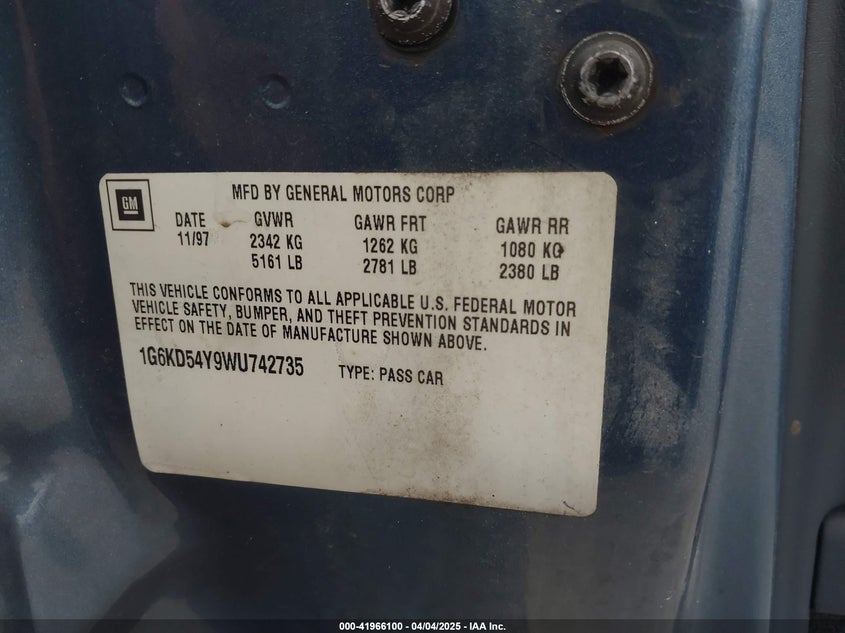 GM
MFD BY GENERAL MOTORS CORP
DATE GVWR GAWR FRT GAWR RR
11/97 2342 KG 1262 KG 1080 KG
5161 LB 2781 LB 2380 LB
THIS VEHICLE CONFORMS TO ALL APPLICABLE U.S. FEDERAL MOTOR
VEHICLE SAFETY, BUMPER, AND THEFT PREVENTION STANDARDS IN
EFFECT ON THE DATE OF MANUFACTURE SHOWN ABOVE.
1G6KD54Y9WU742735 TYPE: PASS CAR
000-41966100 - 04/04/2025 - IAA Inc.